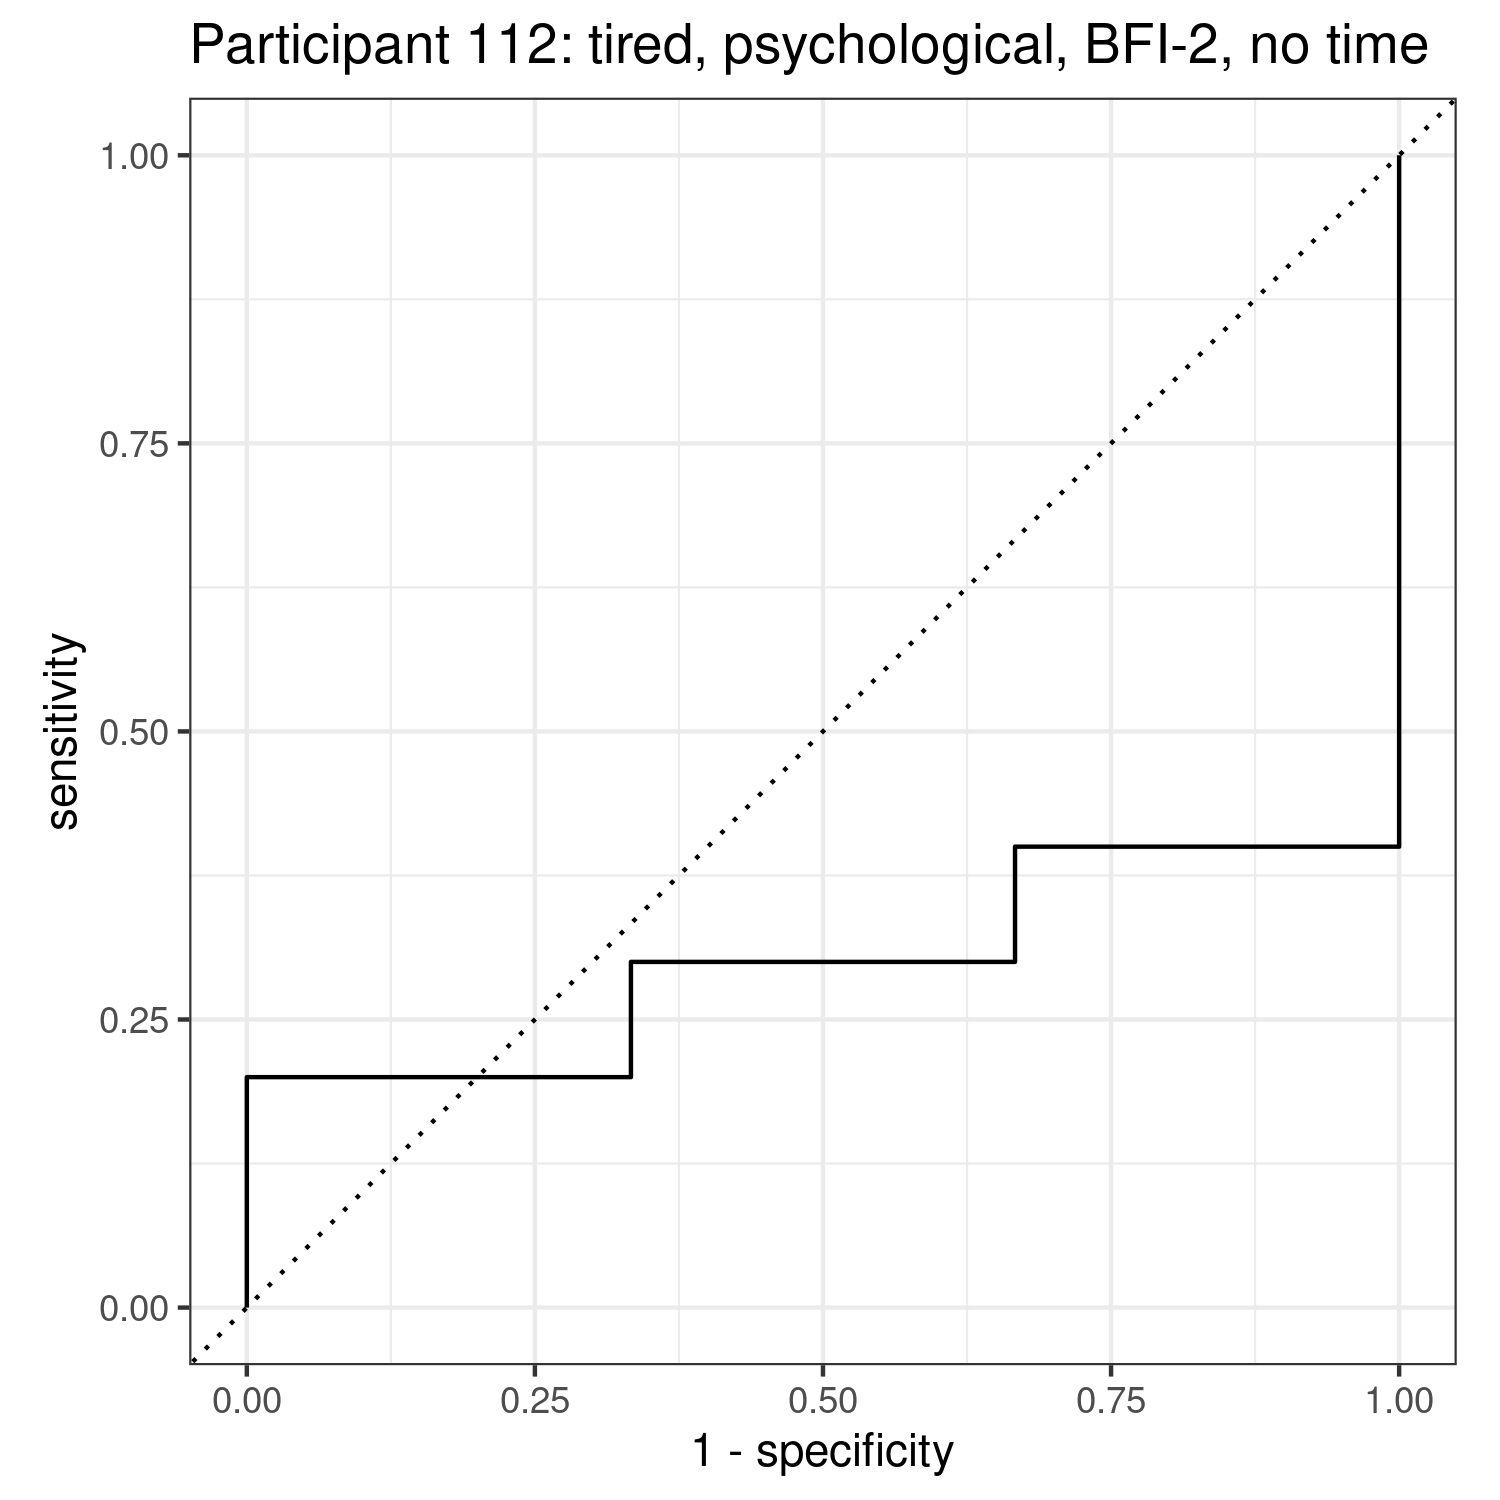 Participant 112: tired, psychological, BFI-2, no time
1.00
0.75
0.50
0.25
0.00
sensitivity
0.00 0.25 0.50 0.75 1.00
1 - specificity